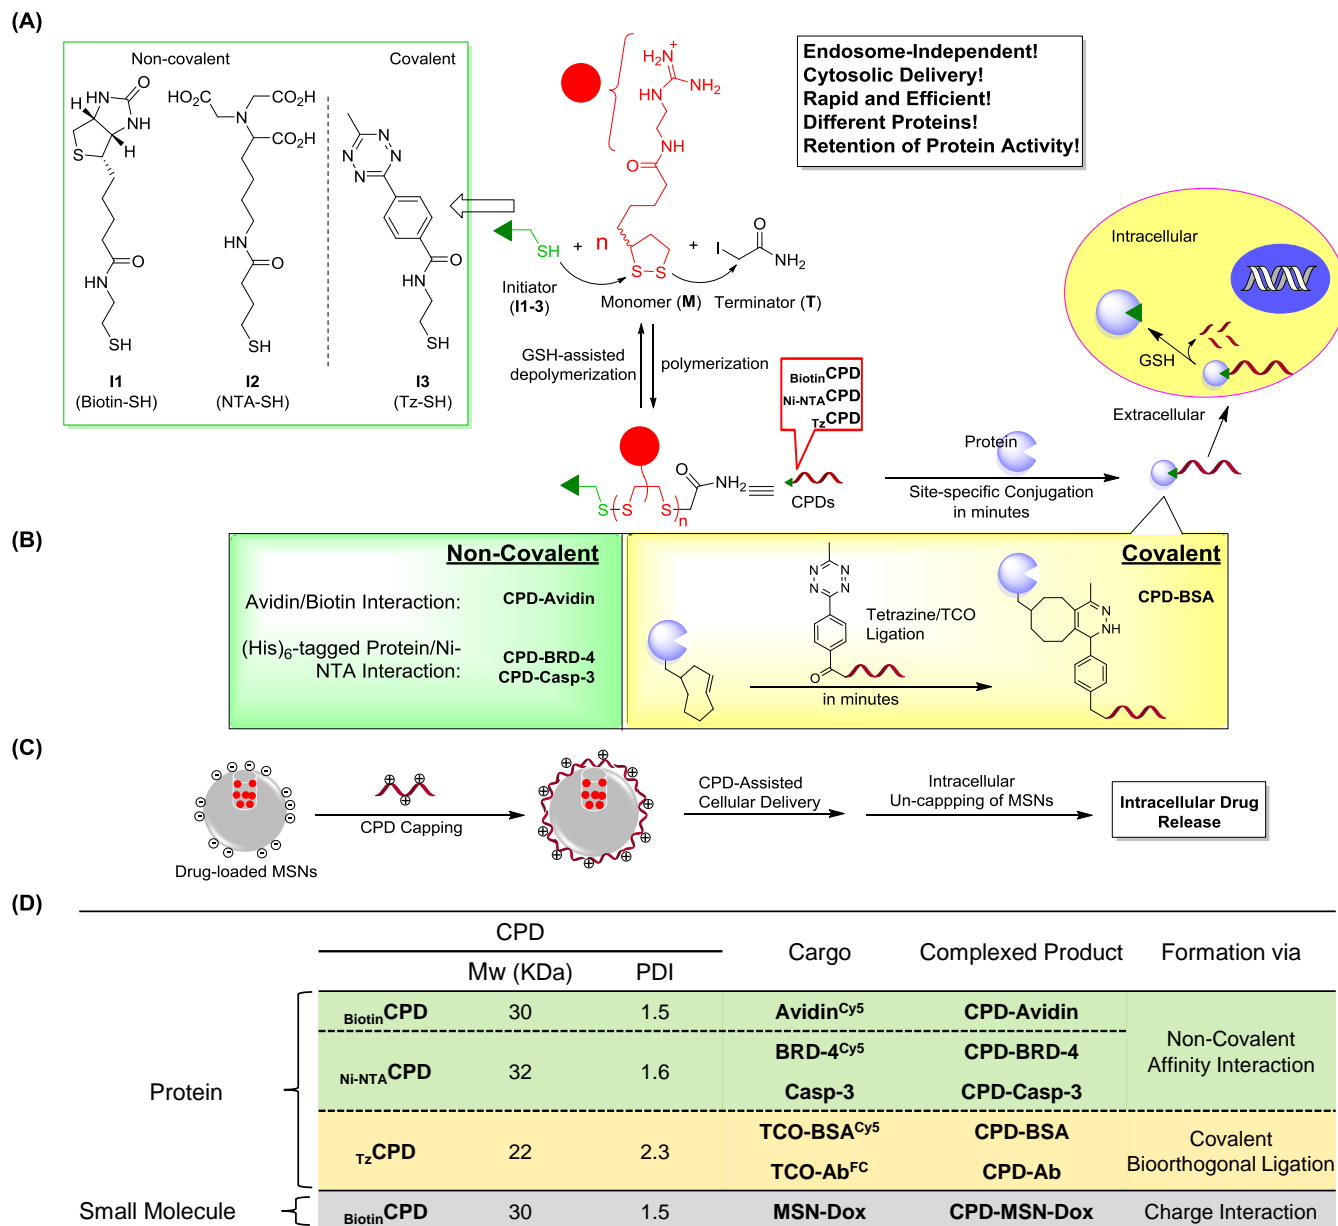 (A)
Non-covalent
Covalent
HN
NH
O
H
H
S
O
HN
SH
I1
(Biotin-SH)
HO2C
CO2H
N
CO2H
HN
O
SH
I2
(NTA-SH)
N
N
N
N
O
HN
SH
I3
(Tz-SH)
+
H2N
NH2
HN
NH
O
n
S-S
SH
+
+
I
O
NH2
Initiator
(I1-3)
Monomer (M)
Terminator (T)
Endosome-Independent!
Cytosolic Delivery!
Rapid and Efficient!
Different Proteins!
Retention of Protein Activity!
GSH-assisted
depolymerization
polymerization
BiotinCPD
Ni-NTACPD
TzCPD
S
S
S
n
O
NH2
CPDs
Protein
Site-specific Conjugation
in minutes
Intracellular
GSH
Extracellular
(B)
Non-Covalent
Avidin/Biotin Interaction:
CPD-Avidin
(His)6-tagged Protein/Ni-
NTA Interaction:
CPD-BRD-4
CPD-Casp-3
Covalent
N
N
N
N
O
Tetrazine/TCO
Ligation
in minutes
N
NH
CPD-BSA
(C)
Drug-loaded MSNs
CPD Capping
CPD-Assisted
Cellular Delivery
Intracellular
Un-cappping of MSNs
Intracellular Drug
Release
(D)
CPD
Cargo
Complexed Product
Formation via
Mw (KDa)
PDI
Protein
BiotinCPD
30
1.5
AvidinCy5
CPD-Avidin
Non-Covalent
Affinity Interaction
Ni-NTACPD
32
1.6
BRD-4Cy5
CPD-BRD-4
Casp-3
CPD-Casp-3
TzCPD
22
2.3
TCO-BSACy5
CPD-BSA
TCO-AbFC
CPD-Ab
Covalent
Bioorthogonal Ligation
Small Molecule
BiotinCPD
30
1.5
MSN-Dox
CPD-MSN-Dox
Charge Interaction